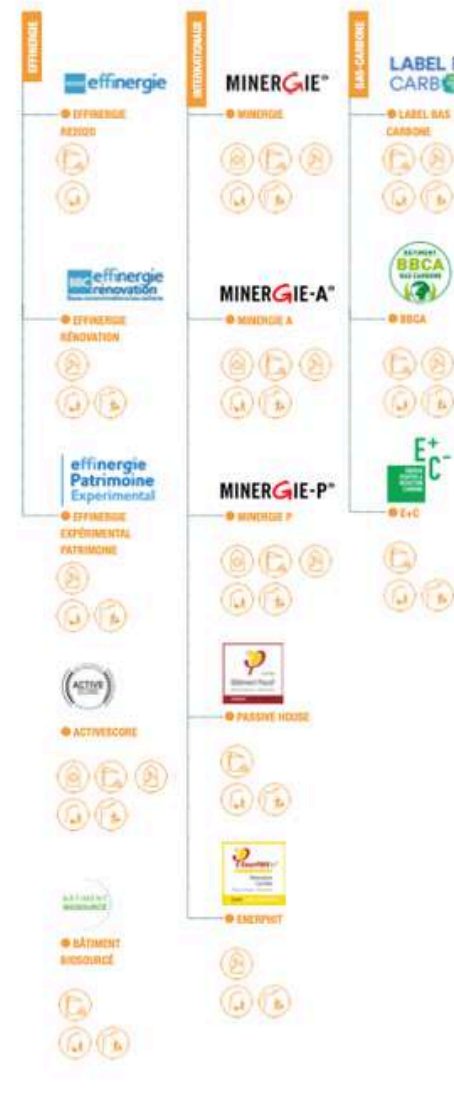 EFFINERGIE
effinergie
EFFINERGIE
RE2020
BBC effinergie
rénovation
EFFINERGIE
RÉNOVATION
effinergie
Patrimoine
Experimental
EFFINERGIE
EXPÉRIMENTAL
PATRIMOINE
ACTIVE
ACTIVESCORE
BÂTIMENT
BIOSOURCÉ
BÂTIMENT
BIOSOURCÉ
INTERNATIONAUX
MINERGIE®
MINERGIE
MINERGIE-A®
MINERGIE A
MINERGIE-P®
MINERGIE P
PASSIVE HOUSE
EnerPHit
ENERPHIT
BAS-CARBONE
LABEL
CARB
LABEL BAS
CARBONE
BÂTIMENT
BBCA
BAS CARBONE
BBCA
E+
C-
E+C